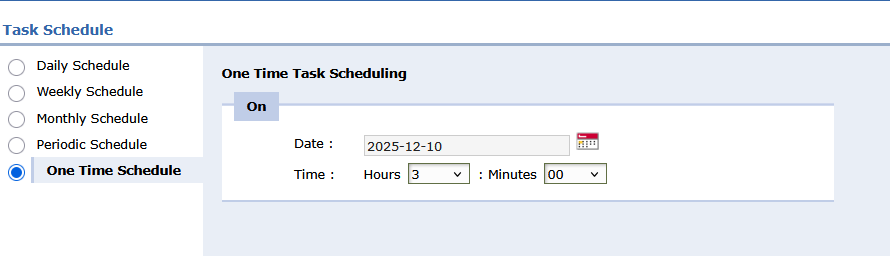 Task Schedule
Daily Schedule
Weekly Schedule
Monthly Schedule
Periodic Schedule
One Time Schedule
One Time Task Scheduling
On
Date : 2025-12-10
Time : Hours 3 : Minutes 00